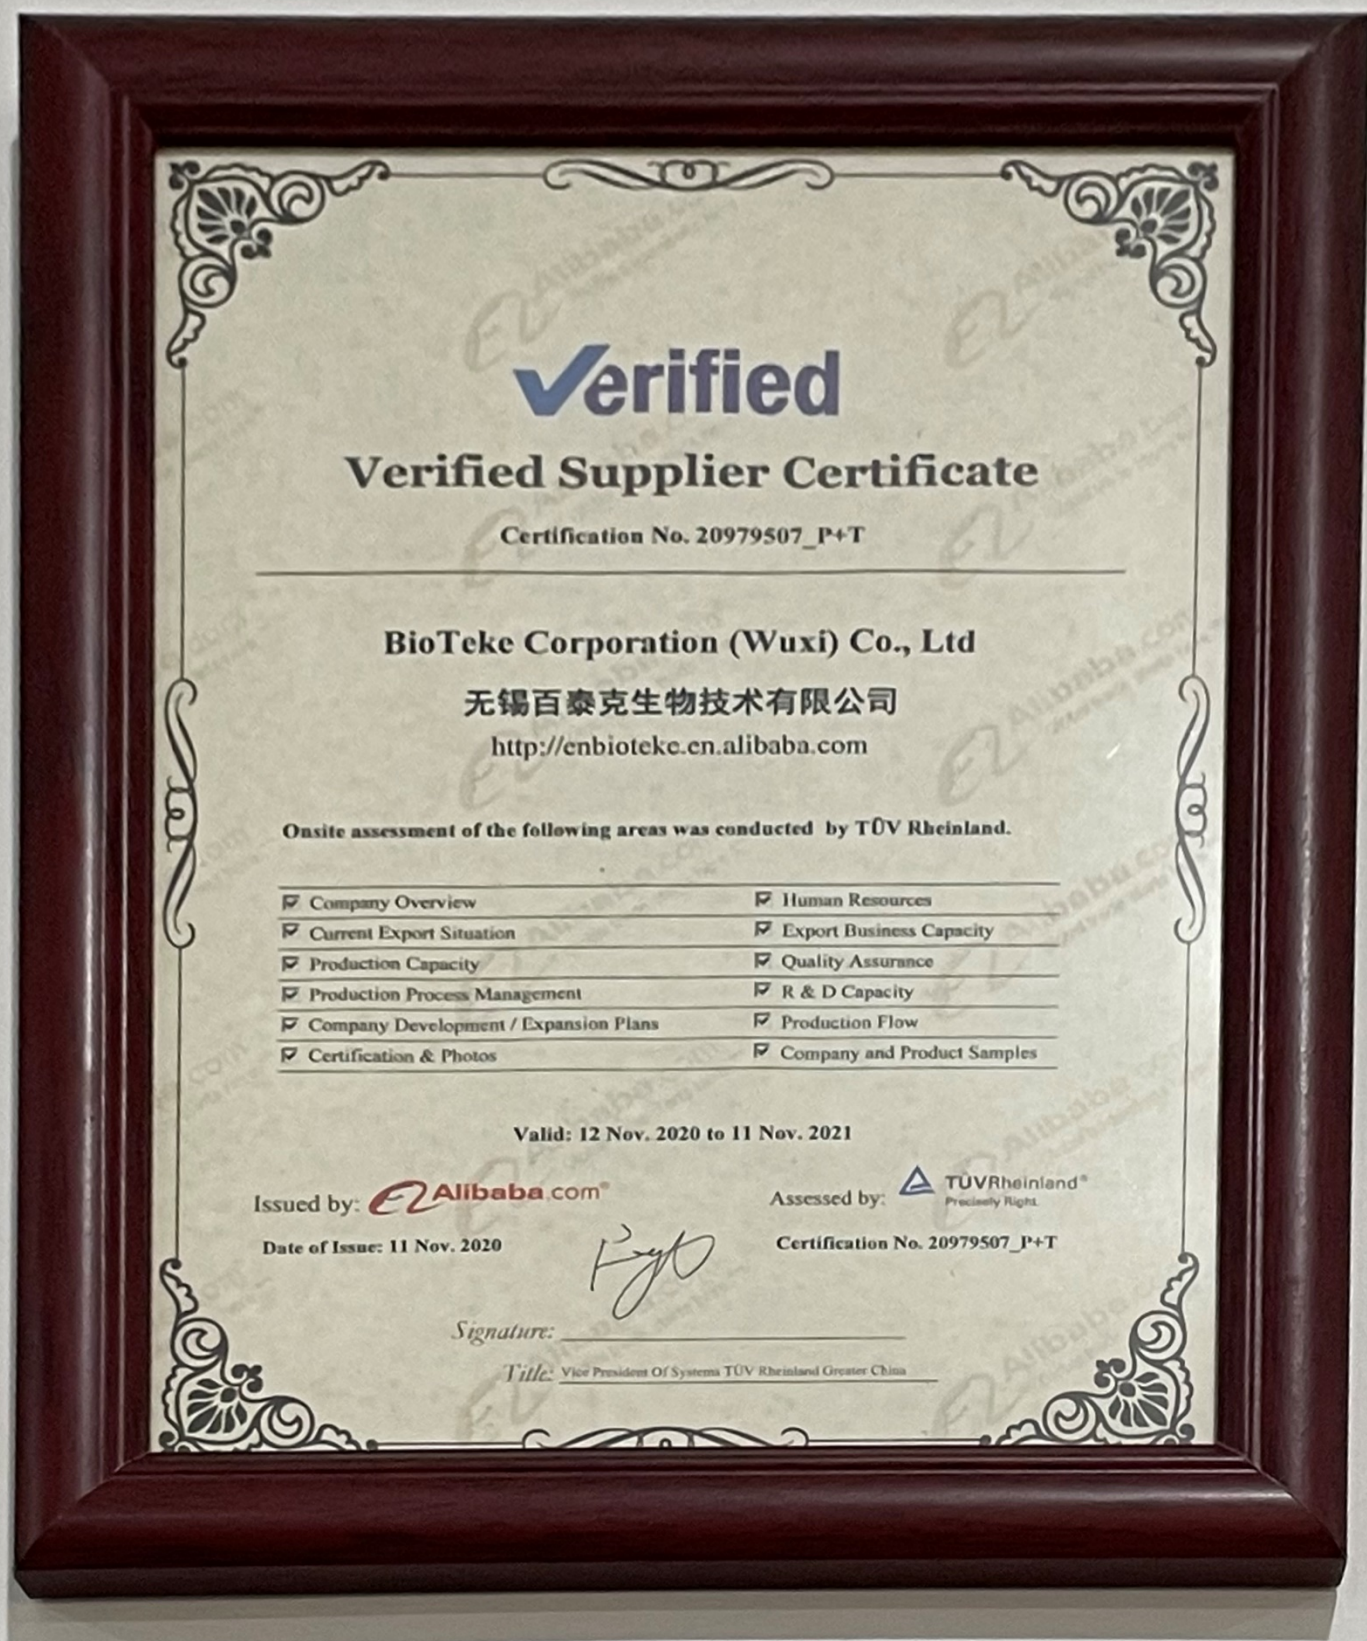 Verified
Verified Supplier Certificate
Certification No. 20979507_P+T
BioTeke Corporation (Wuxi) Co., Ltd
无锡百泰克生物技术有限公司
http://cnbioteke.en.alibaba.com
Onsite assessment of the following areas was conducted by TÜV Rheinland.
Company Overview
Human Resources
Current Export Situation
Export Business Capacity
Production Capacity
Quality Assurance
Production Process Management
R & D Capacity
Company Development / Expansion Plans
Production Flow
Certification & Photos
Company and Product Samples
Valid: 12 Nov. 2020 to 11 Nov. 2021
Issued by: Alibaba.com®
Assessed by: TÜVRheinland®
Precisely Right.
Date of Issue: 11 Nov. 2020
Certification No. 20979507_P+T
Signature:
Title: Vice President Of Systems TÜV Rheinland Greater China